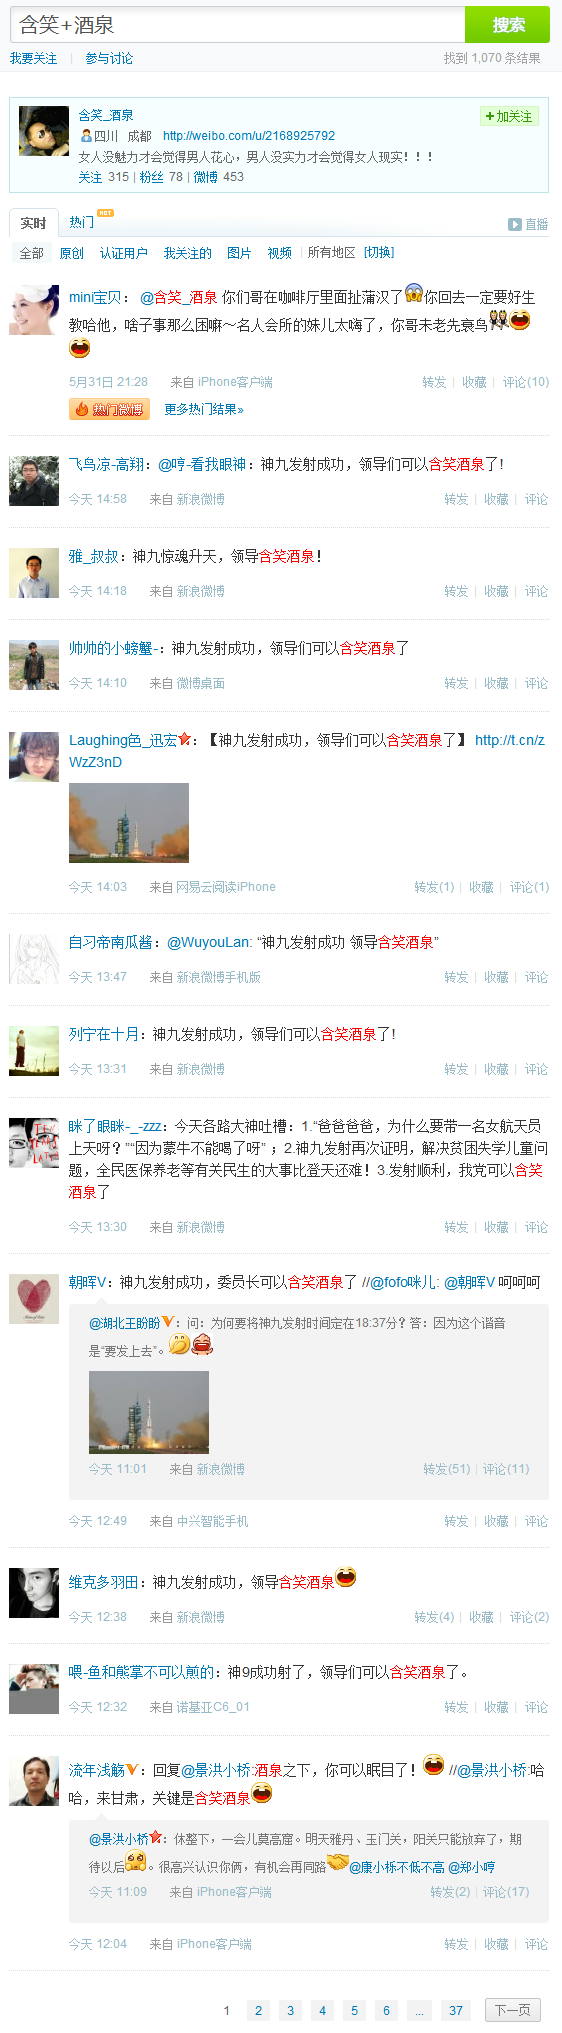 含笑+酒泉
搜索
我要关注 | 参与讨论
找到 1,070 条结果
含笑_酒泉
+加关注
四川 成都 http://weibo.com/u/2168925792
女人没魅力才会觉得男人花心，男人没实力才会觉得女人现实！！！
关注 315 | 粉丝 78 | 微博 453
实时 热门 HOT
直播
全部 原创 认证用户 我关注的 图片 视频 | 所有地区 [切换]
mini宝贝： @含笑_酒泉 你们哥在咖啡厅里面扯蒲汉了你回去一定要好生
教哈他，啥子事那么困嘛～名人会所的妹儿太嗨了，你哥未老先衰鸟
5月31日 21:28 来自 iPhone客户端
转发 | 收藏 | 评论(10)
热门微博 更多热门结果»
飞鸟凉-高翔：@哼-看我眼神：神九发射成功，领导们可以含笑酒泉了!
今天 14:58 来自 新浪微博
转发 | 收藏 | 评论
雅_叔叔：神九惊魂升天，领导含笑酒泉！
今天 14:18 来自 新浪微博
转发 | 收藏 | 评论
帅帅的小螃蟹-：神九发射成功，领导们可以含笑酒泉了
今天 14:10 来自 微博桌面
转发 | 收藏 | 评论
Laughing色_迅宏：【神九发射成功，领导们可以含笑酒泉了】 http://t.cn/z
WzZ3nD
今天 14:03 来自 网易云阅读iPhone
转发(1) | 收藏 | 评论(1)
自习帝南瓜酱：@WuyouLan: “神九发射成功 领导含笑酒泉”
今天 13:47 来自 新浪微博手机版
转发 | 收藏 | 评论
列宁在十月：神九发射成功，领导们可以含笑酒泉了!
今天 13:31 来自 新浪微博
转发 | 收藏 | 评论
眯了眼眯-_-zzz：今天各路大神吐槽：1.“爸爸爸爸，为什么要带一名女航天员
上天呀？”“因为蒙牛不能喝了呀” ；2.神九发射再次证明，解决贫困失学儿童问
题，全民医保养老等有关民生的大事比登天还难！3.发射顺利，我党可以含笑
酒泉了
今天 13:30 来自 新浪微博
转发 | 收藏 | 评论
朝晖V：神九发射成功，委员长可以含笑酒泉了 //@fofo咪儿: @朝晖V 呵呵呵
@湖北王盼盼：问：为何要将神九发射时间定在18:37分？答：因为这个谐音
是“要发上去”。
今天 11:01 来自 新浪微博
转发(51) | 评论(11)
今天 12:49 来自 中兴智能手机
转发 | 收藏 | 评论
维克多羽田：神九发射成功，领导含笑酒泉
今天 12:38 来自 新浪微博
转发(4) | 收藏 | 评论(2)
喂-鱼和熊掌不可以煎的：神9成功射了，领导们可以含笑酒泉了。
今天 12:32 来自 诺基亚C6_01
转发 | 收藏 | 评论
流年浅觞：回复@景洪小桥:酒泉之下，你可以眠目了！ //@景洪小桥:哈
哈，来甘肃，关键是含笑酒泉
@景洪小桥：休整下，一会儿莫高窟。明天雅丹、玉门关，阳关只能放弃了，期
待以后。很高兴认识你俩，有机会再同路@康小栎不低不高 @郑小哼
今天 11:09 来自 iPhone客户端
转发(2) | 评论(17)
今天 12:04 来自 iPhone客户端
转发 | 收藏 | 评论
1 2 3 4 5 6 ... 37 下一页